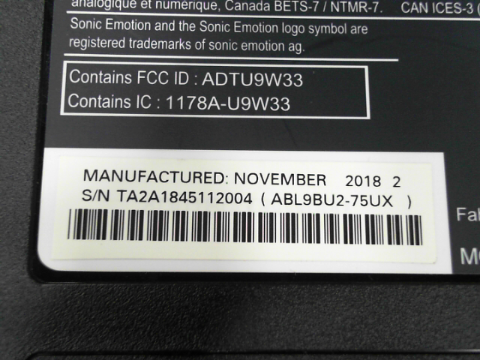 analogique et numérique, Canada BETS-7 / NTMR-7. CAN ICES-3 (
Sonic Emotion and the Sonic Emotion logo symbol are
registered trademarks of sonic emotion ag.
Contains FCC ID : ADTU9W33
Contains IC : 1178A-U9W33
MANUFACTURED: NOVEMBER 2018 2
S/N TA2A1845112004 ( ABL9BU2-75UX )